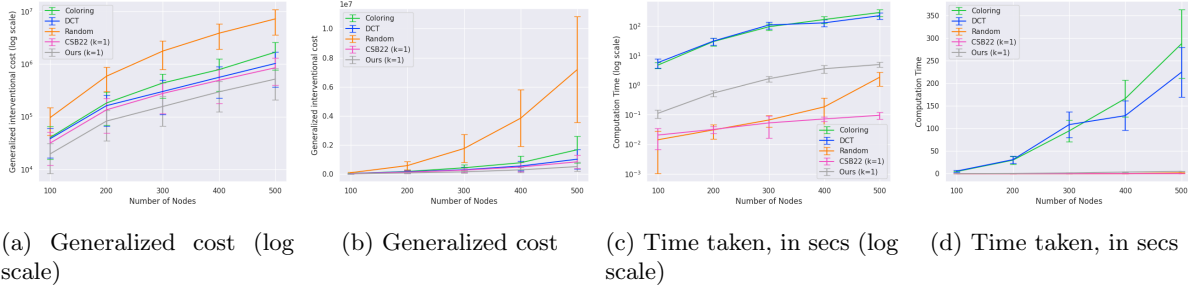 Generalized interventional cost (log scale)
10^7
10^6
10^5
10^4
Coloring
DCT
Random
CSB22 (k=1)
Ours (k=1)
100 200 300 400 500
Number of Nodes
Generalized interventional cost
1e7
1.0
0.8
0.6
0.4
0.2
0.0
Coloring
DCT
Random
CSB22 (k=1)
Ours (k=1)
100 200 300 400 500
Number of Nodes
Computation Time (log scale)
10^2
10^1
10^0
10^−1
10^−2
10^−3
Coloring
DCT
Random
CSB22 (k=1)
Ours (k=1)
100 200 300 400 500
Number of Nodes
Computation Time
350
300
250
200
150
100
50
0
Coloring
DCT
Random
CSB22 (k=1)
Ours (k=1)
100 200 300 400 500
Number of Nodes
(a) Generalized cost (log
scale)
(b) Generalized cost
(c) Time taken, in secs (log
scale)
(d) Time taken, in secs